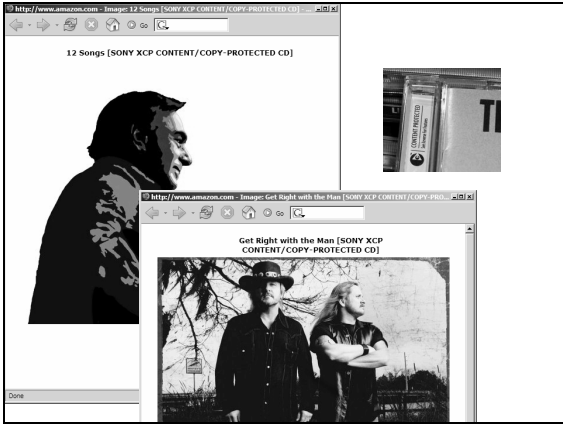 http://www.amazon.com - Image: 12 Songs [SONY XCP CONTENT/COPY-PROTECTED CD] - ...
Go
12 Songs [SONY XCP CONTENT/COPY-PROTECTED CD]
CONTENT PROTECTED
http://www.amazon.com - Image: Get Right with the Man [SONY XCP CONTENT/COPY-PRO...
Go
Get Right with the Man [SONY XCP
CONTENT/COPY-PROTECTED CD]
Done